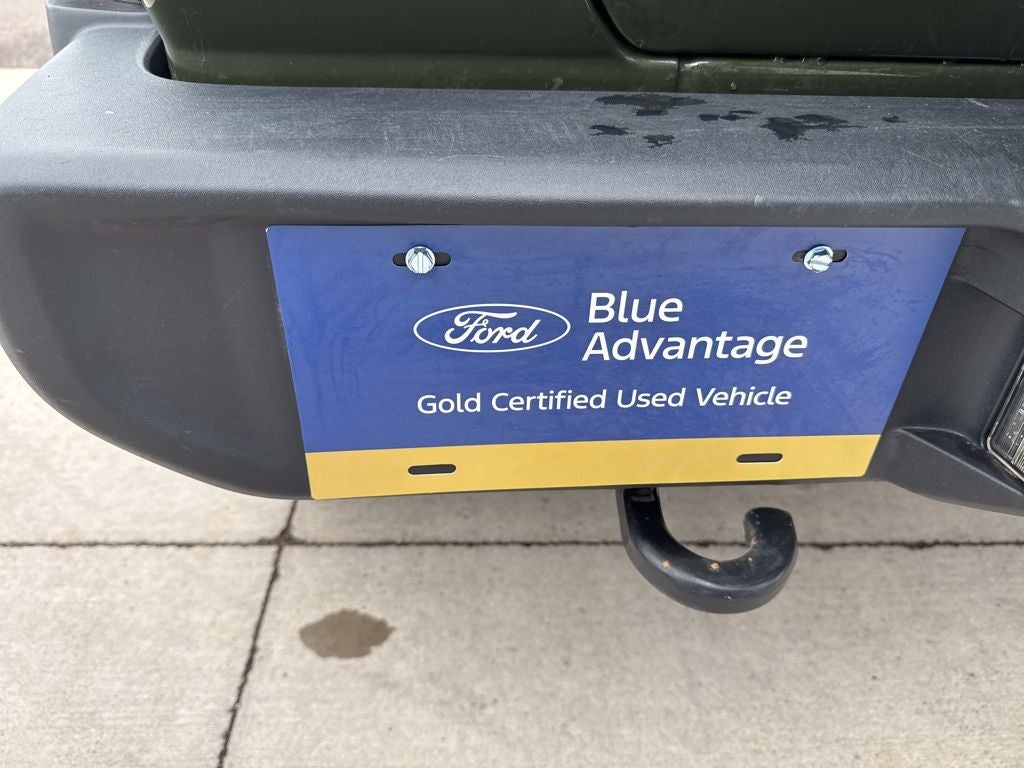 Ford
Blue
Advantage
Gold Certified Used Vehicle